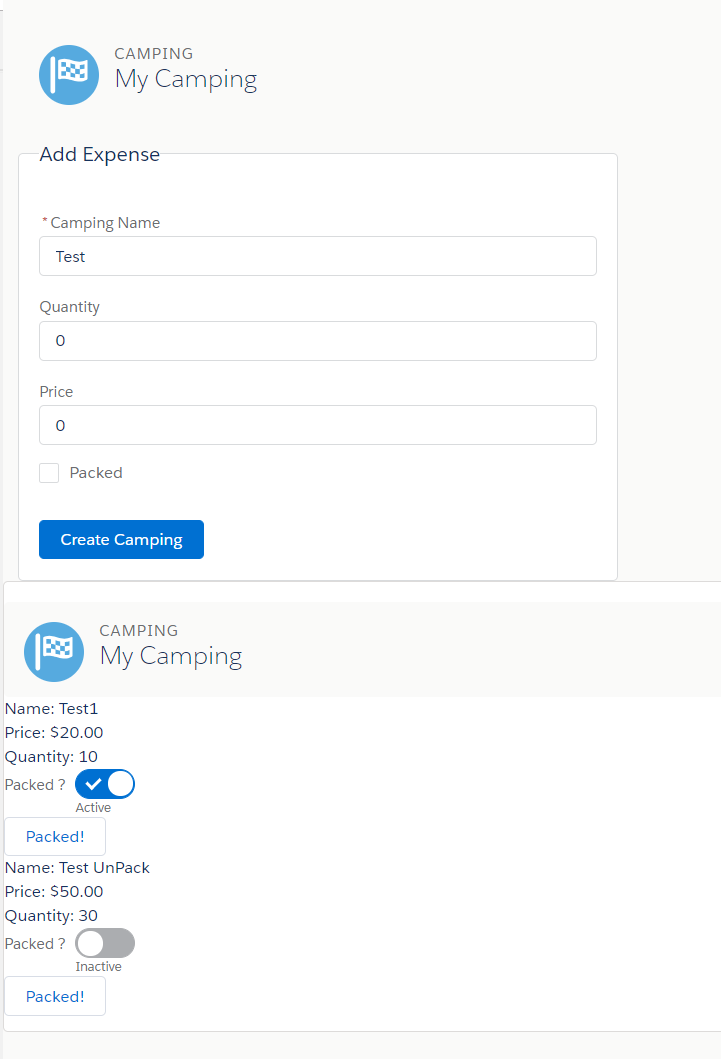 CAMPING
My Camping
Add Expense
* Camping Name
Test
Quantity
0
Price
0
Packed
Create Camping
CAMPING
My Camping
Name: Test1
Price: $20.00
Quantity: 10
Packed ?
Active
Packed!
Name: Test UnPack
Price: $50.00
Quantity: 30
Packed ?
Inactive
Packed!